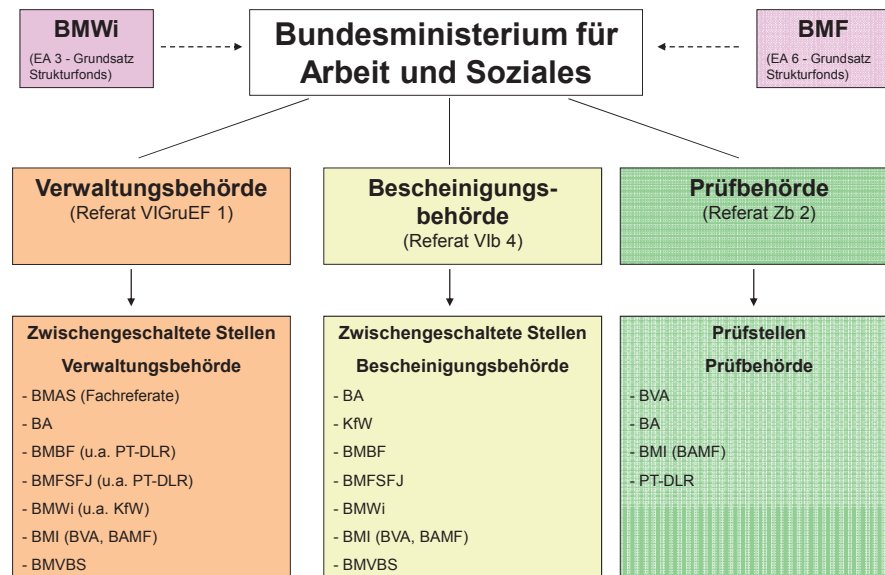 BMWi
(EA 3 - Grundsatz
Strukturfonds)
Bundesministerium für
Arbeit und Soziales
BMF
(EA 6 - Grundsatz
Strukturfonds)
Verwaltungsbehörde
(Referat VIGruEF 1)
Bescheinigungs-
behörde
(Referat VIb 4)
Prüfbehörde
(Referat Zb 2)
Zwischengeschaltete Stellen
Verwaltungsbehörde
- BMAS (Fachreferate)
- BA
- BMBF (u.a. PT-DLR)
- BMFSFJ (u.a. PT-DLR)
- BMWi (u.a. KfW)
- BMI (BVA, BAMF)
- BMVBS
Zwischengeschaltete Stellen
Bescheinigungsbehörde
- BA
- KfW
- BMBF
- BMFSFJ
- BMWi
- BMI (BVA, BAMF)
- BMVBS
Prüfstellen
Prüfbehörde
- BVA
- BA
- BMI (BAMF)
- PT-DLR